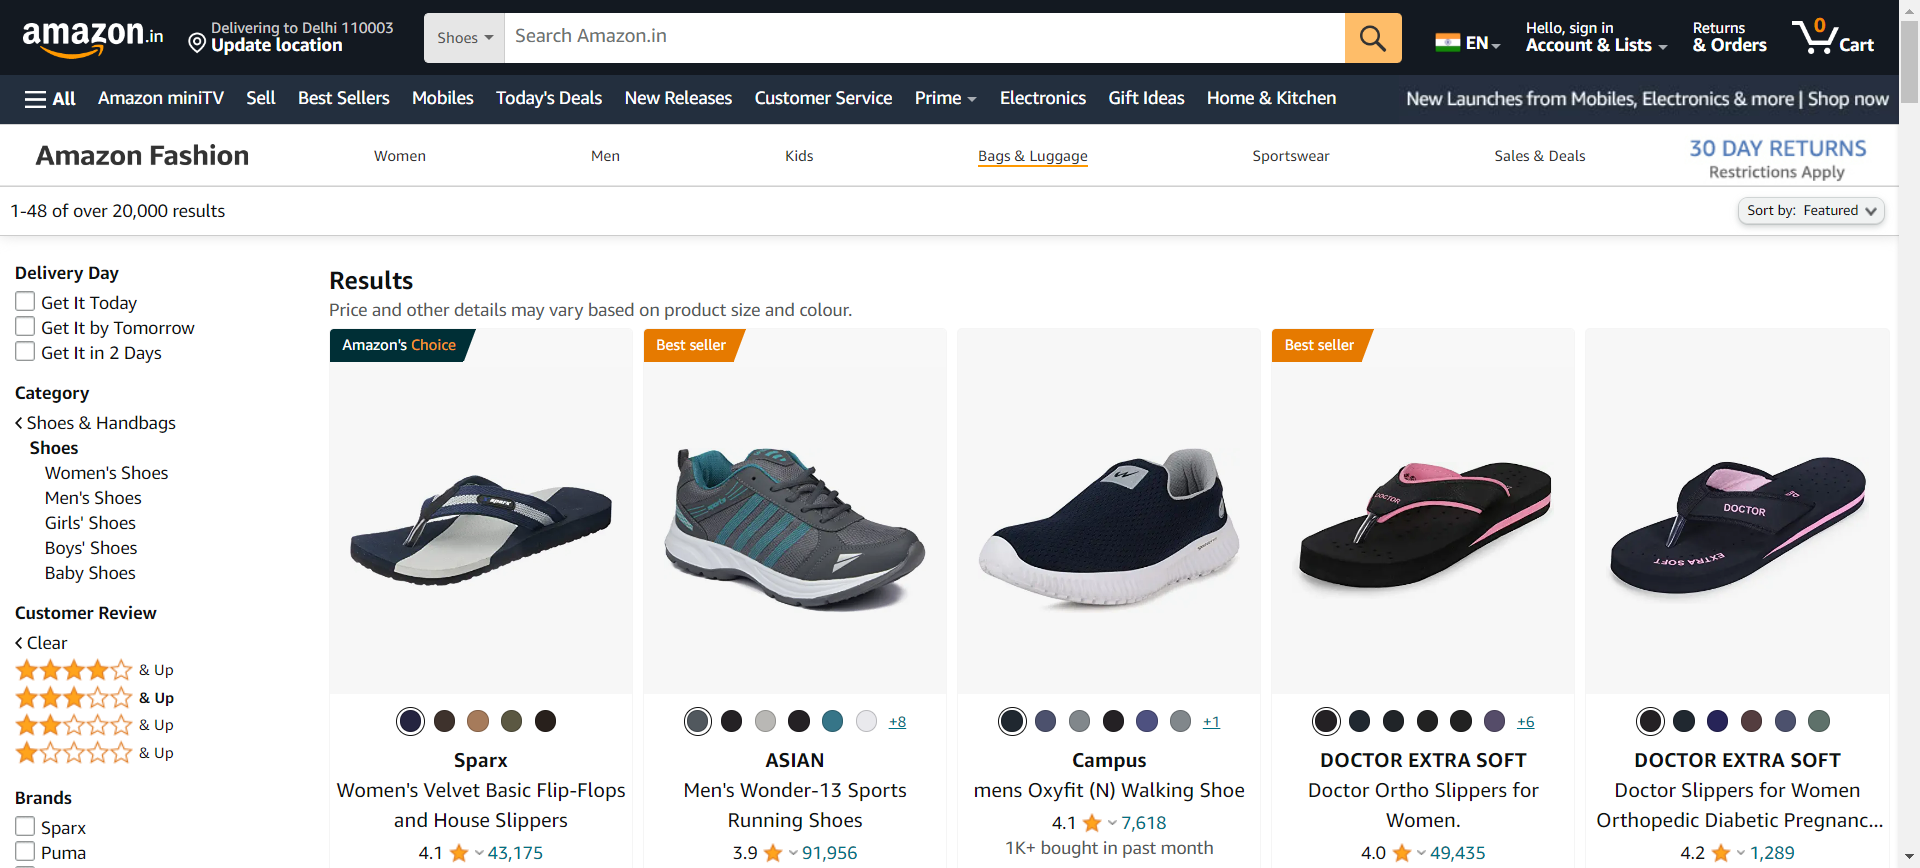 amazon.in
Delivering to Delhi 110003
Update location
Shoes
Search Amazon.in
EN
Hello, sign in
Account & Lists
Returns
& Orders
0
Cart
All
Amazon miniTV
Sell
Best Sellers
Mobiles
Today's Deals
New Releases
Customer Service
Prime
Electronics
Gift Ideas
Home & Kitchen
New Launches from Mobiles, Electronics & more | Shop now
Amazon Fashion
Women
Men
Kids
Bags & Luggage
Sportswear
Sales & Deals
30 DAY RETURNS
Restrictions Apply
1-48 of over 20,000 results
Sort by: Featured
Delivery Day
Get It Today
Get It by Tomorrow
Get It in 2 Days
Category
Shoes & Handbags
Shoes
Women's Shoes
Men's Shoes
Girls' Shoes
Boys' Shoes
Baby Shoes
Customer Review
Clear
& Up
& Up
& Up
& Up
Brands
Sparx
Puma
Results
Price and other details may vary based on product size and colour.
Amazon's Choice
sparx
Sparx
Women's Velvet Basic Flip-Flops
and House Slippers
4.1
43,175
Best seller
+8
ASIAN
Men's Wonder-13 Sports
Running Shoes
3.9
91,956
+1
Campus
mens Oxyfit (N) Walking Shoe
4.1
7,618
1K+ bought in past month
Best seller
DOCTOR
+6
DOCTOR EXTRA SOFT
Doctor Ortho Slippers for
Women.
4.0
49,435
DOCTOR
EXTRA SOFT
DOCTOR EXTRA SOFT
Doctor Slippers for Women
Orthopedic Diabetic Pregnanc...
4.2
1,289